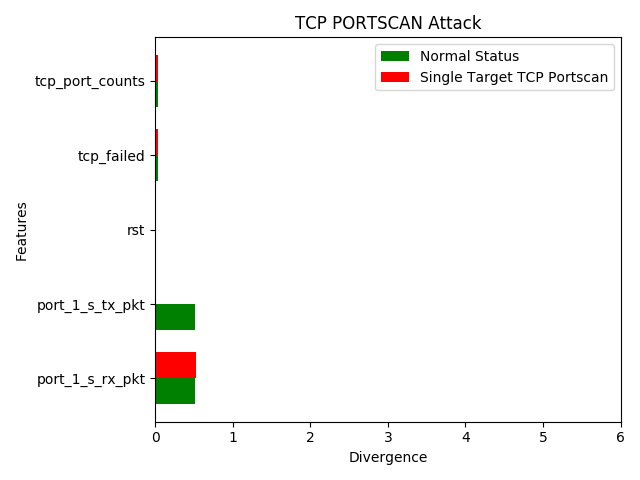 TCP PORTSCAN Attack
Normal Status
Single Target TCP Portscan
tcp_port_counts
tcp_failed
rst
port_1_s_tx_pkt
port_1_s_rx_pkt
Features
0 1 2 3 4 5 6
Divergence